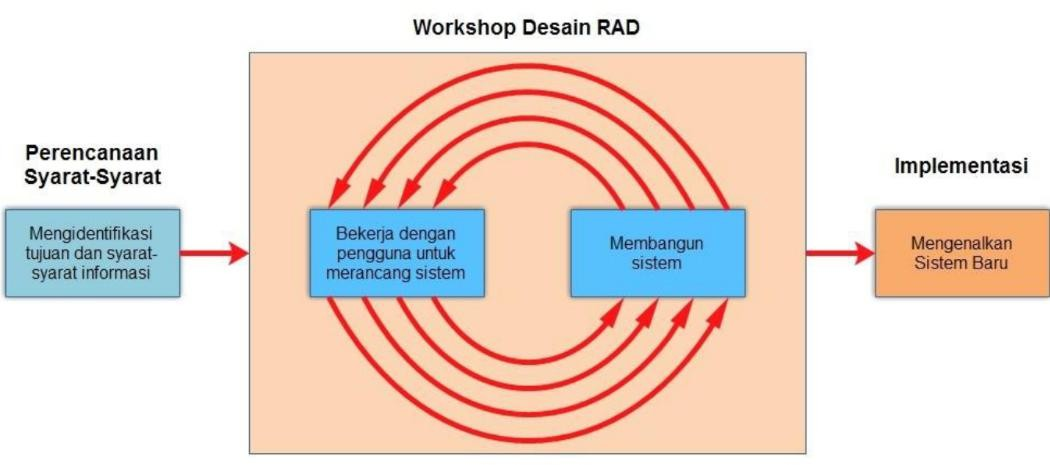 Workshop Desain RAD
Perencanaan
Syarat-Syarat
Mengidentifikasi
tujuan dan syarat-
syarat informasi
Bekerja dengan
pengguna untuk
merancang sistem
Membangun
sistem
Implementasi
Mengenalkan
Sistem Baru